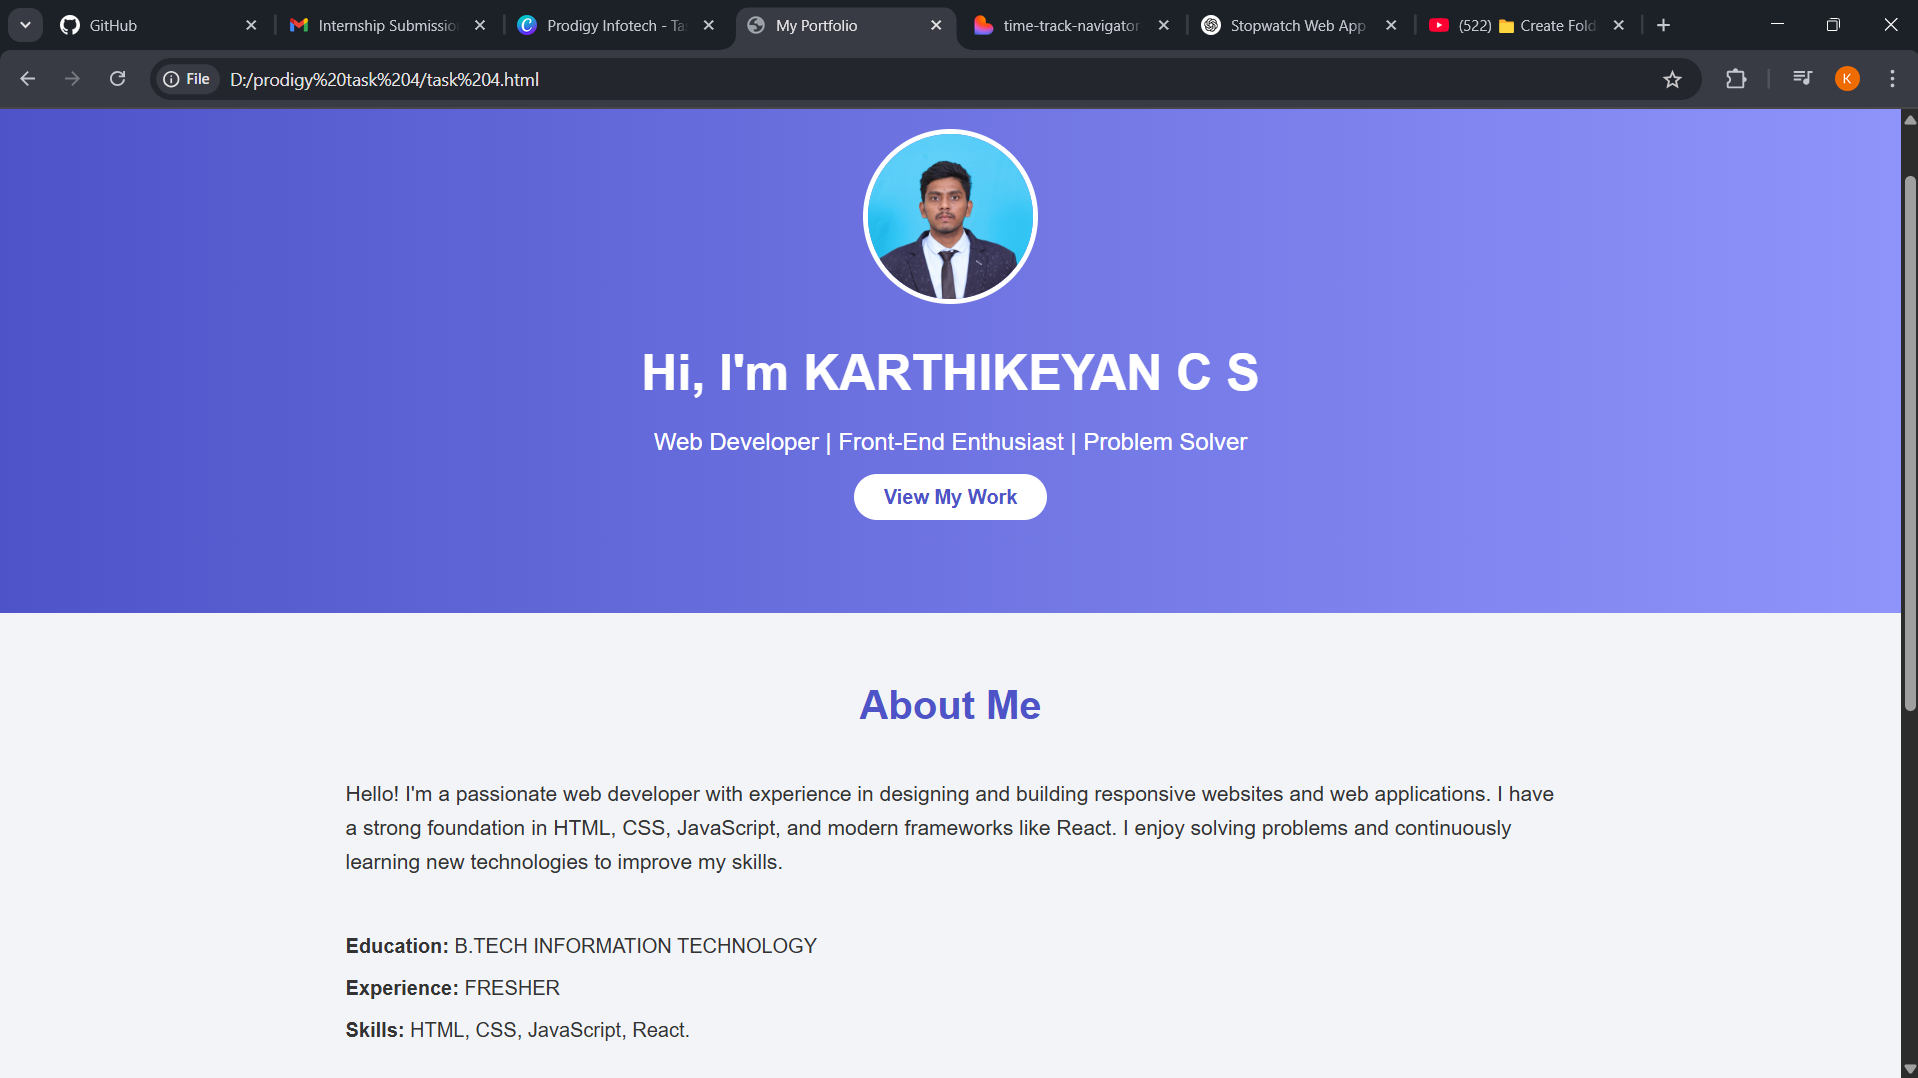 GitHub
Internship Submissio
Prodigy Infotech - Ta
My Portfolio
time-track-navigator
Stopwatch Web App
(522) 📁 Create Fold
File
D:/prodigy%20task%204/task%204.html
K
Hi, I'm KARTHIKEYAN C S
Web Developer | Front-End Enthusiast | Problem Solver
View My Work
About Me
Hello! I'm a passionate web developer with experience in designing and building responsive websites and web applications. I have
a strong foundation in HTML, CSS, JavaScript, and modern frameworks like React. I enjoy solving problems and continuously
learning new technologies to improve my skills.
Education: B.TECH INFORMATION TECHNOLOGY
Experience: FRESHER
Skills: HTML, CSS, JavaScript, React.